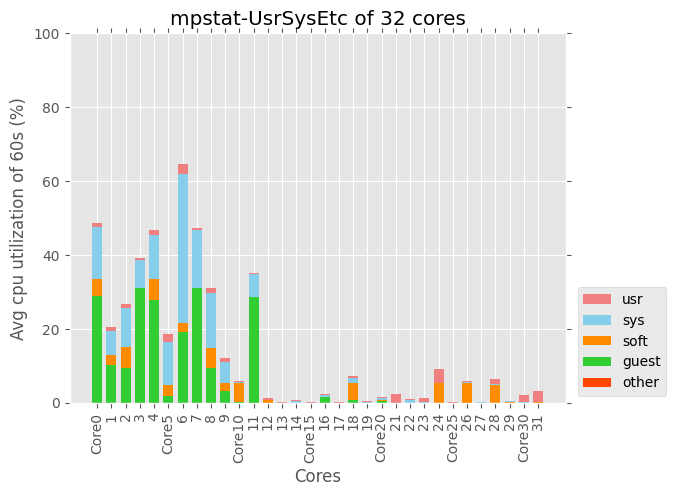 mpstat-UsrSysEtc of 32 cores
Avg cpu utilization of 60s (%)
100
80
60
40
20
0
Core0
1
2
3
4
Core5
6
7
8
9
Core10
11
12
13
14
Core15
16
17
18
19
Core20
21
22
23
24
Core25
26
27
28
29
Core30
31
Cores
usr
sys
soft
guest
other